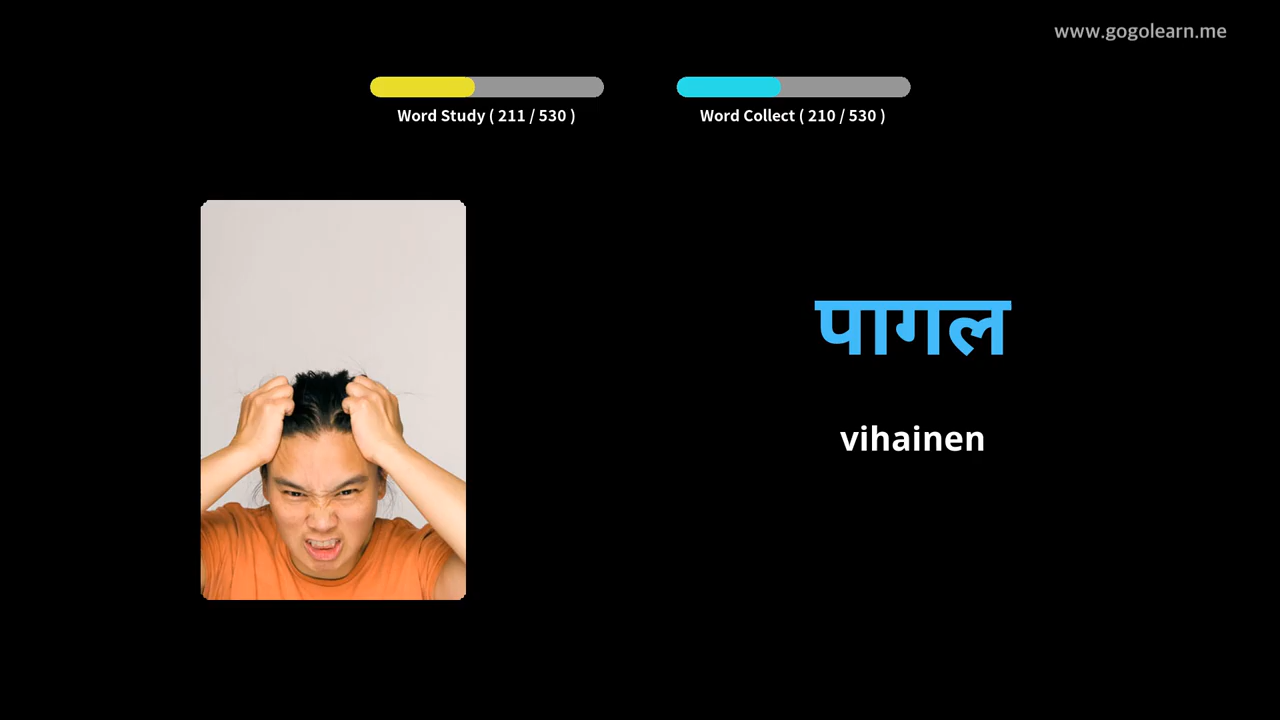 www.gogolearn.me
Word Study ( 211 / 530 )
Word Collect ( 210 / 530 )
पागल
vihainen